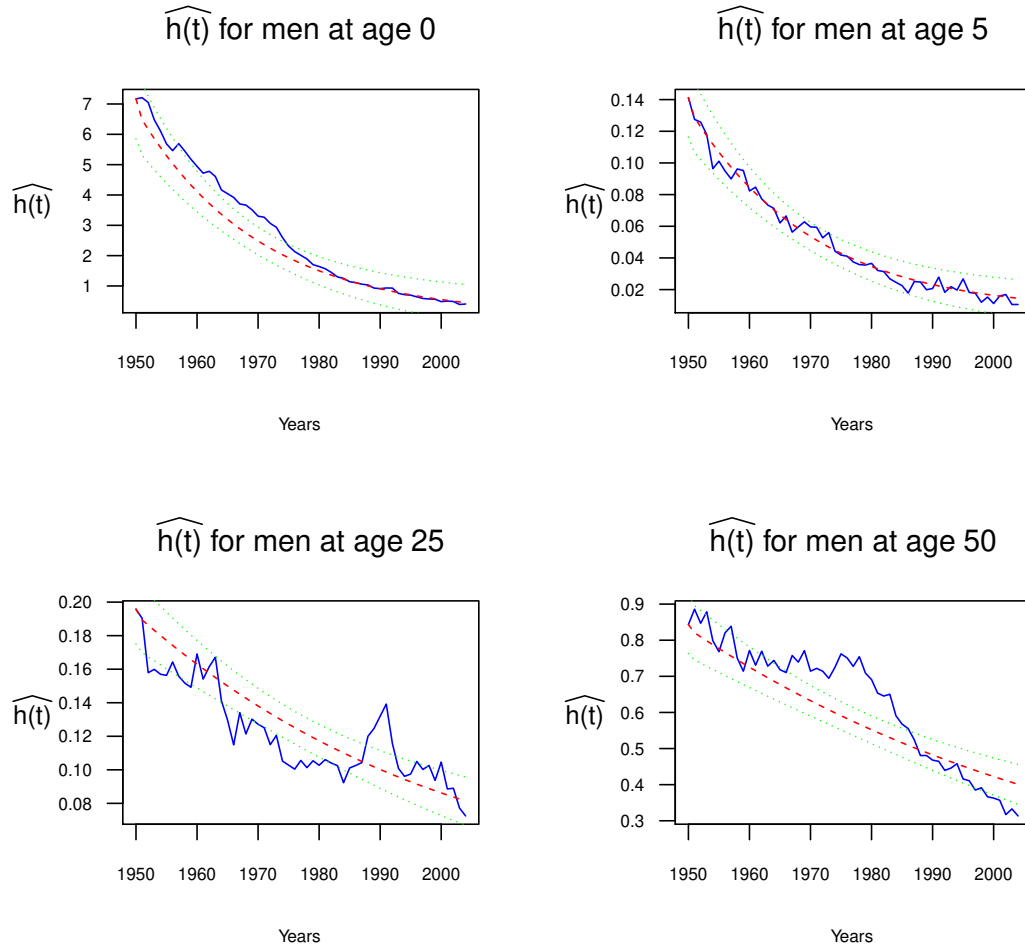 h(t) for men at age 0
7
6
5
4
3
2
1
h(t)
1950 1960 1970 1980 1990 2000
Years
h(t) for men at age 5
0.14
0.12
0.10
0.08
0.06
0.04
0.02
h(t)
1950 1960 1970 1980 1990 2000
Years
h(t) for men at age 25
0.20
0.18
0.16
0.14
0.12
0.10
0.08
h(t)
1950 1960 1970 1980 1990 2000
Years
h(t) for men at age 50
0.9
0.8
0.7
0.6
0.5
0.4
0.3
h(t)
1950 1960 1970 1980 1990 2000
Years